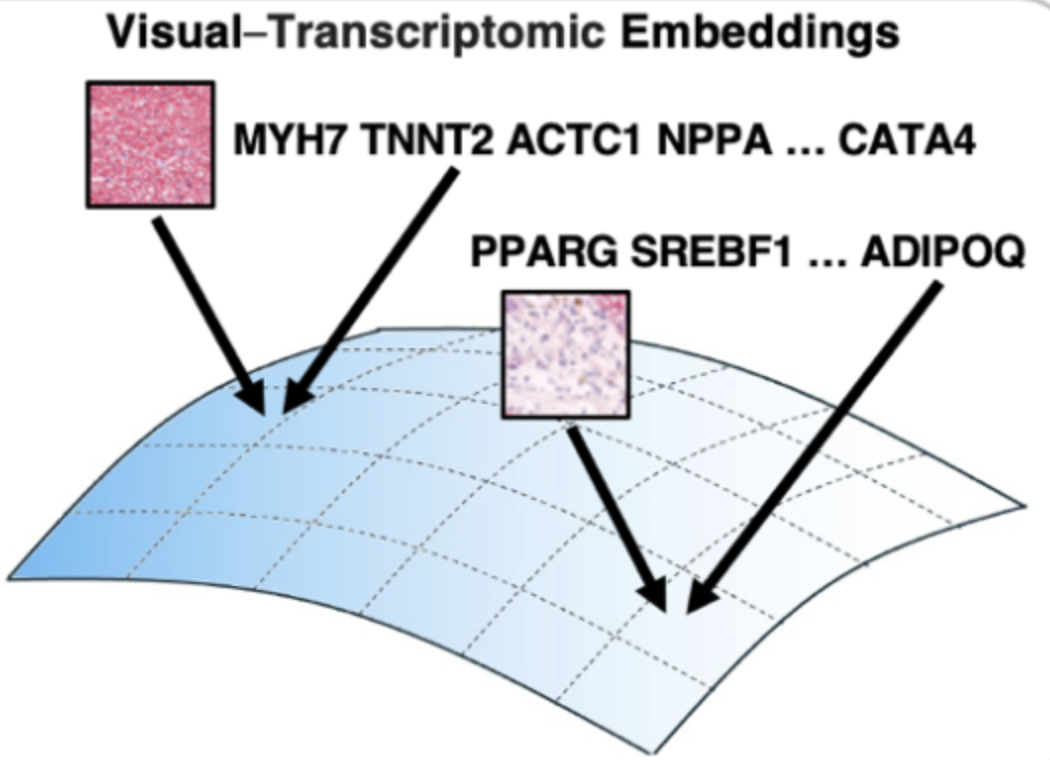 Visual–Transcriptomic Embeddings
MYH7 TNNT2 ACTC1 NPPA ... CATA4
PPARG SREBF1 ... ADIPOQ